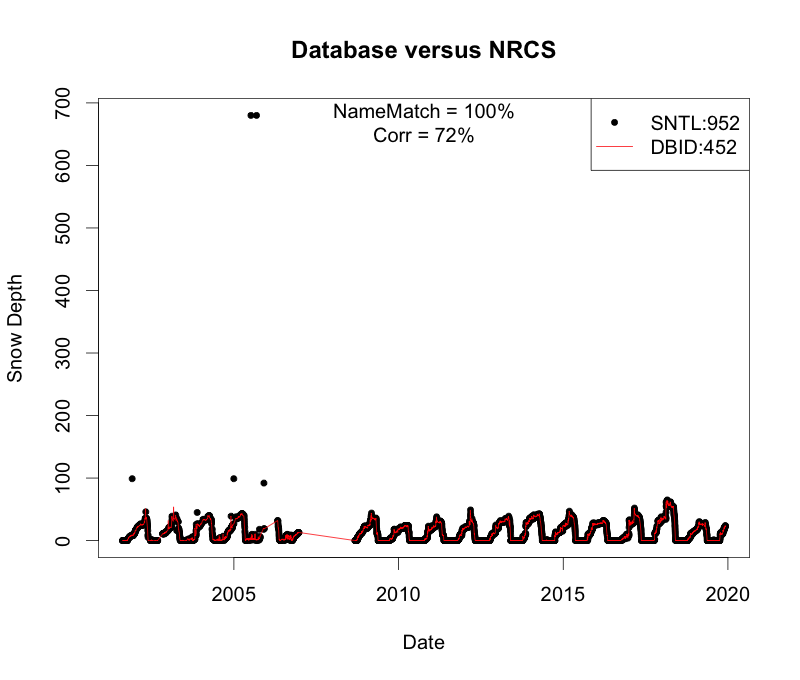 Database versus NRCS
NameMatch = 100%
Corr = 72%
SNTL:952
DBID:452
Snow Depth
700
600
500
400
300
200
100
0
2005
2010
2015
2020
Date